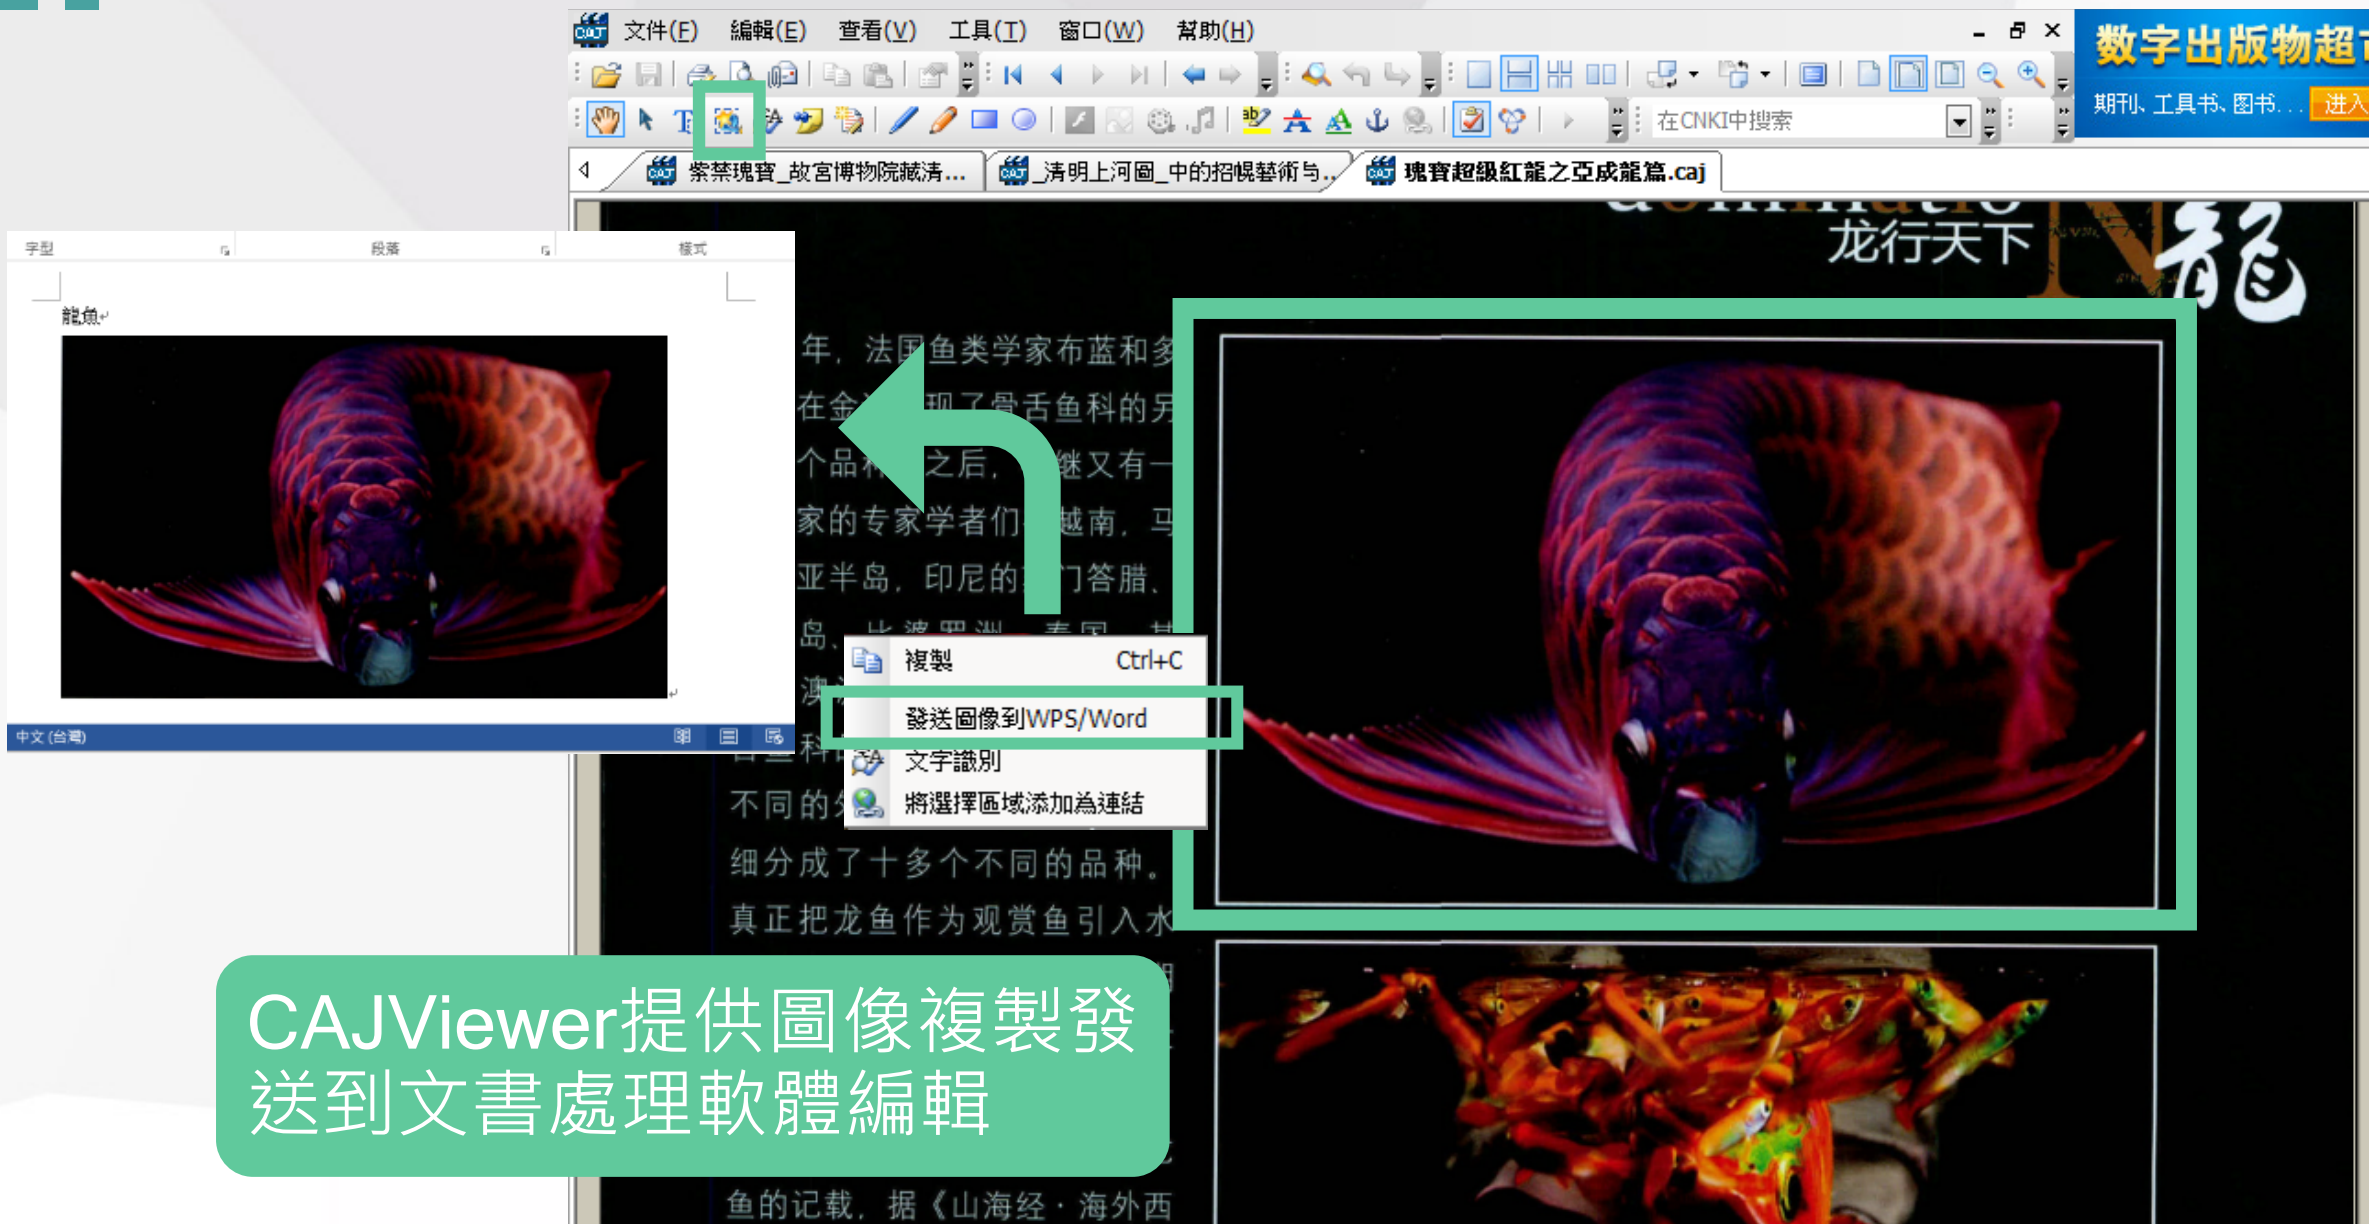 文件(F) 編輯(E) 查看(V) 工具(T) 窗口(W) 幫助(H)
数字出版物超
期刊、工具书、图书... 进入
在CNKI中搜索
紫禁瑰寶_故宮博物院藏清...
_清明上河圖_中的招幌藝術与..
瑰寶超級紅龍之亞成龍篇.caj
龙行天下
龍
字型 段落 樣式
龍魚
中文(台灣)
年，法国鱼类学家布蓝和多
在金 现了骨舌鱼科的另
个品 之后， 继又有一
家的专家学者们 越南，马
亚半岛，印尼的 门答腊、
岛、比婆罗洲、泰国、其
澳
不同的
细分成了十多个不同的品种。
真正把龙鱼作为观赏鱼引入水
鱼的记载，据《山海经·海外西
複製 Ctrl+C
發送圖像到WPS/Word
文字識別
將選擇區域添加為連結
CAJViewer提供圖像複製發
送到文書處理軟體編輯